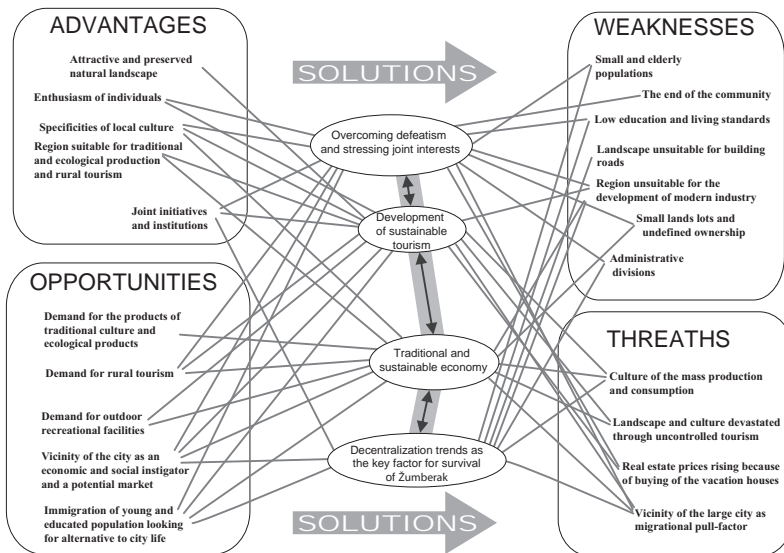 ADVANTAGES
Attractive and preserved
natural landscape
Enthusiasm of individuals
Specificities of local culture
Region suitable for traditional
and ecological production
and rural tourism
Joint initiatives
and institutions
OPPORTUNITIES
Demand for the products of
traditional culture and
ecological products
Demand for rural tourism
Demand for outdoor
recreational facilities
Vicinity of the city as an
economic and social instigator
and a potential market
Immigration of young and
educated population looking
for alternative to city life
SOLUTIONS
Overcoming defeatism
and stressing joint interests
Development
of sustainable
tourism
Traditional and
sustainable economy
Decentralization trends as
the key factor for survival
of Žumberak
SOLUTIONS
WEAKNESSES
Small and elderly
populations
The end of the community
Low education and living standards
Landscape unsuitable for building
roads
Region unsuitable for the
development of modern industry
Small lands lots and
undefined ownership
Administrative
divisions
THREATHS
Culture of the mass production
and consumption
Landscape and culture devastated
through uncontrolled tourism
Real estate prices rising because
of buying of the vacation houses
Vicinity of the large city as
migrational pull-factor